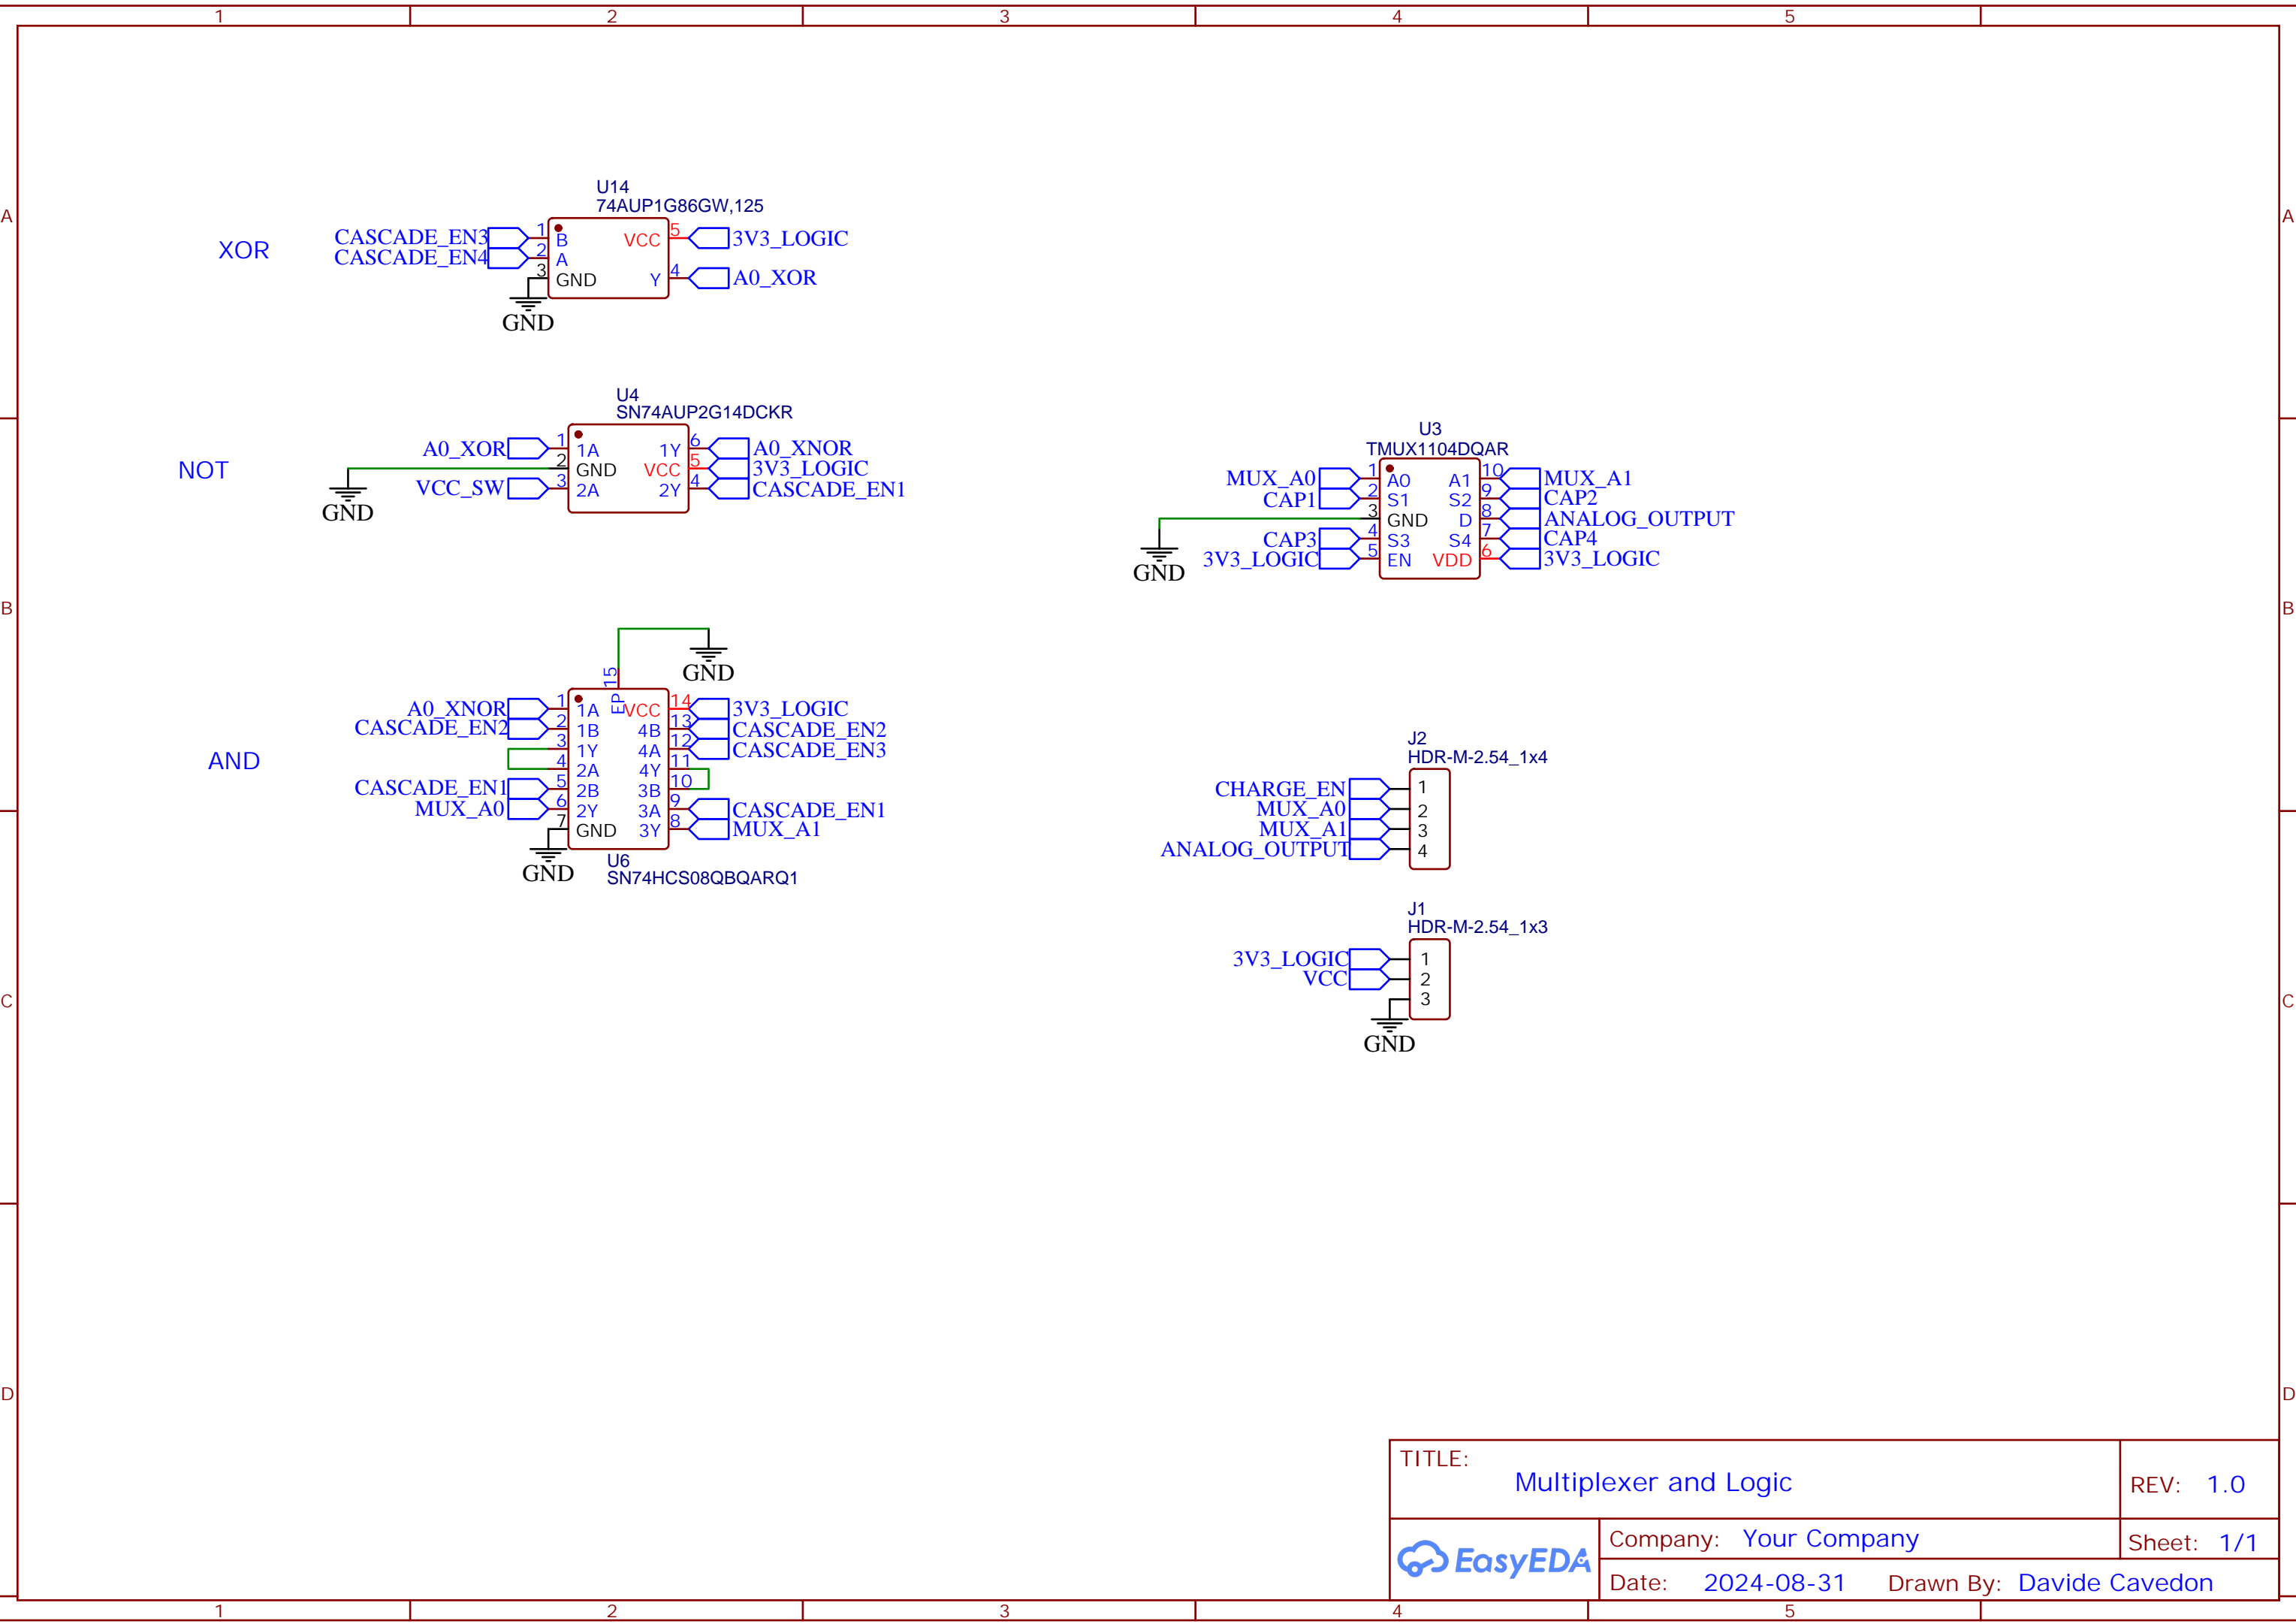 1 2 3 4 5
A A
B B
C C
D D
XOR
U14
74AUP1G86GW,125
CASCADE_EN3 1 B VCC 5 3V3_LOGIC
CASCADE_EN4 2 A
3 GND Y 4 A0_XOR
GND
NOT
U4
SN74AUP2G14DCKR
A0_XOR 1 1A 1Y 6 A0_XNOR
2 GND VCC 5 3V3_LOGIC
VCC_SW 3 2A 2Y 4 CASCADE_EN1
GND
U3
TMUX1104DQAR
MUX_A0 1 A0 A1 10 MUX_A1
CAP1 2 S1 S2 9 CAP2
3 GND D 8 ANALOG_OUTPUT
CAP3 4 S3 S4 7 CAP4
3V3_LOGIC 5 EN VDD 6 3V3_LOGIC
GND
AND
GND
15
EP
A0_XNOR 1 1A VCC 14 3V3_LOGIC
CASCADE_EN2 2 1B 4B 13 CASCADE_EN2
3 1Y 4A 12 CASCADE_EN3
4 2A 4Y 11
CASCADE_EN1 5 2B 3B 10
MUX_A0 6 2Y 3A 9 CASCADE_EN1
7 GND 3Y 8 MUX_A1
GND
U6
SN74HCS08QBQARQ1
J2
HDR-M-2.54_1x4
CHARGE_EN 1
MUX_A0 2
MUX_A1 3
ANALOG_OUTPUT 4
J1
HDR-M-2.54_1x3
3V3_LOGIC 1
VCC 2
3
GND
TITLE:
Multiplexer and Logic
REV: 1.0
EasyEDA
Company: Your Company
Sheet: 1/1
Date: 2024-08-31 Drawn By: Davide Cavedon
1 2 3 4 5